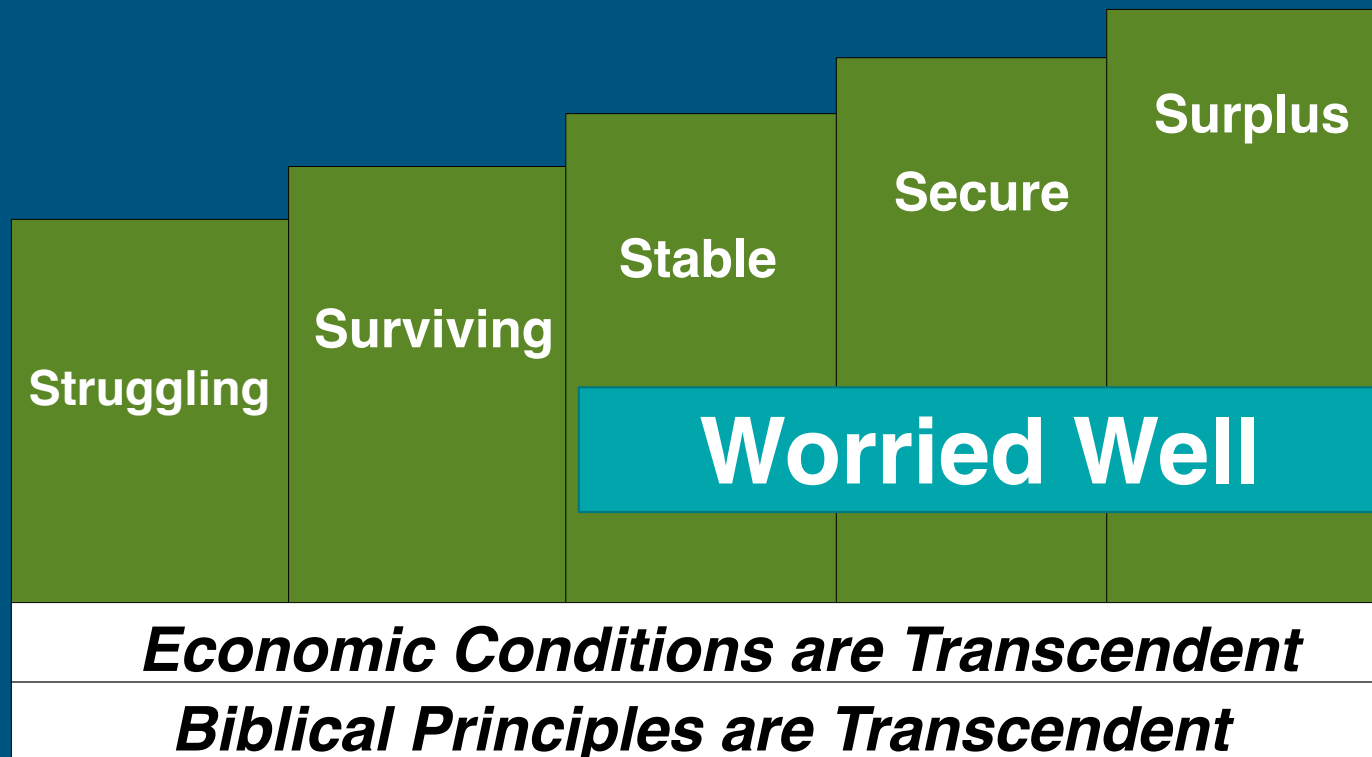 Surplus
Secure
Stable
Surviving
Struggling
Worried Well
Economic Conditions are Transcendent
Biblical Principles are Transcendent